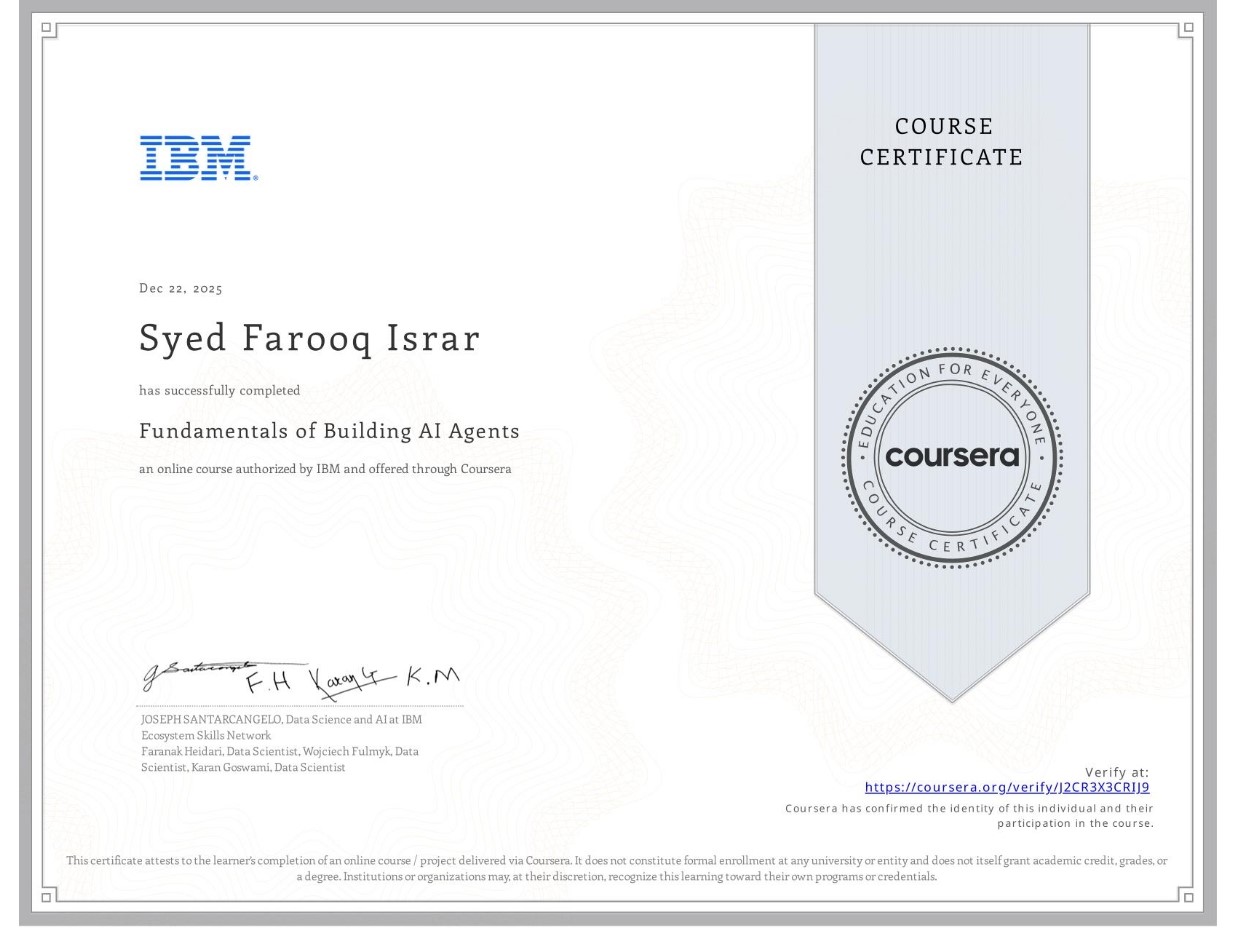 COURSE
CERTIFICATE
IBM®
Dec 22, 2025
Syed Farooq Israr
has successfully completed
Fundamentals of Building AI Agents
an online course authorized by IBM and offered through Coursera
EDUCATION FOR EVERYONE
coursera
COURSE CERTIFICATE
F.H Karan G K.M
JOSEPH SANTARCANGELO, Data Science and AI at IBM
Ecosystem Skills Network
Faranak Heidari, Data Scientist, Wojciech Fulmyk, Data
Scientist, Karan Goswami, Data Scientist
Verify at:
https://coursera.org/verify/J2CR3X3CRIJ9
Coursera has confirmed the identity of this individual and their
participation in the course.
This certificate attests to the learner's completion of an online course / project delivered via Coursera. It does not constitute formal enrollment at any university or entity and does not itself grant academic credit, grades, or
a degree. Institutions or organizations may, at their discretion, recognize this learning toward their own programs or credentials.